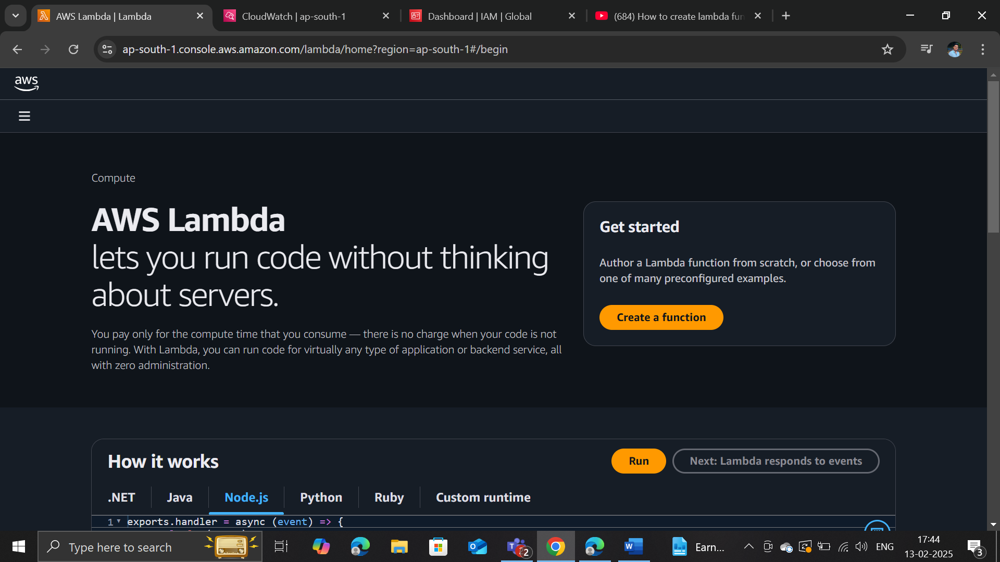 AWS Lambda | Lambda
CloudWatch | ap-south-1
Dashboard | IAM | Global
(684) How to create lambda fun
ap-south-1.console.aws.amazon.com/lambda/home?region=ap-south-1#/begin
aws
Compute
AWS Lambda
lets you run code without thinking
about servers.
You pay only for the compute time that you consume — there is no charge when your code is not
running. With Lambda, you can run code for virtually any type of application or backend service, all
with zero administration.
Get started
Author a Lambda function from scratch, or choose from
one of many preconfigured examples.
Create a function
How it works
Run
Next: Lambda responds to events
.NET
Java
Node.js
Python
Ruby
Custom runtime
1 exports.handler = async (event) => {
Type here to search
2
Earn...
ENG
17:44
13-02-2025
3